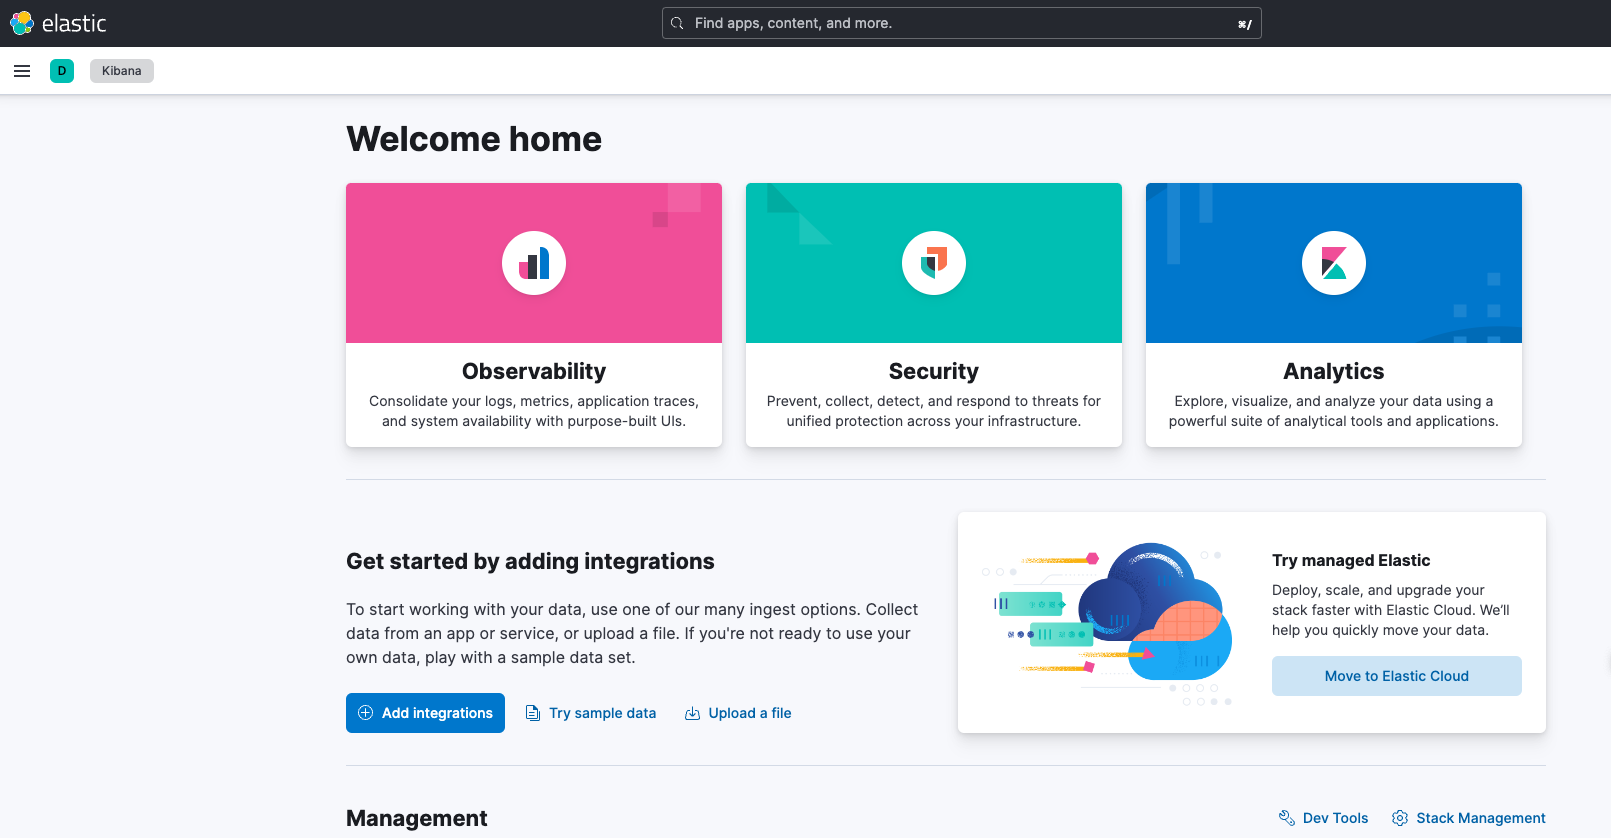 elastic
Find apps, content, and more.
⌘/
D
Kibana
Welcome home
Observability
Consolidate your logs, metrics, application traces,
and system availability with purpose-built UIs.
Security
Prevent, collect, detect, and respond to threats for
unified protection across your infrastructure.
Analytics
Explore, visualize, and analyze your data using a
powerful suite of analytical tools and applications.
Get started by adding integrations
To start working with your data, use one of our many ingest options. Collect
data from an app or service, or upload a file. If you're not ready to use your
own data, play with a sample data set.
Add integrations
Try sample data
Upload a file
Try managed Elastic
Deploy, scale, and upgrade your
stack faster with Elastic Cloud. We’ll
help you quickly move your data.
Move to Elastic Cloud
Management
Dev Tools
Stack Management